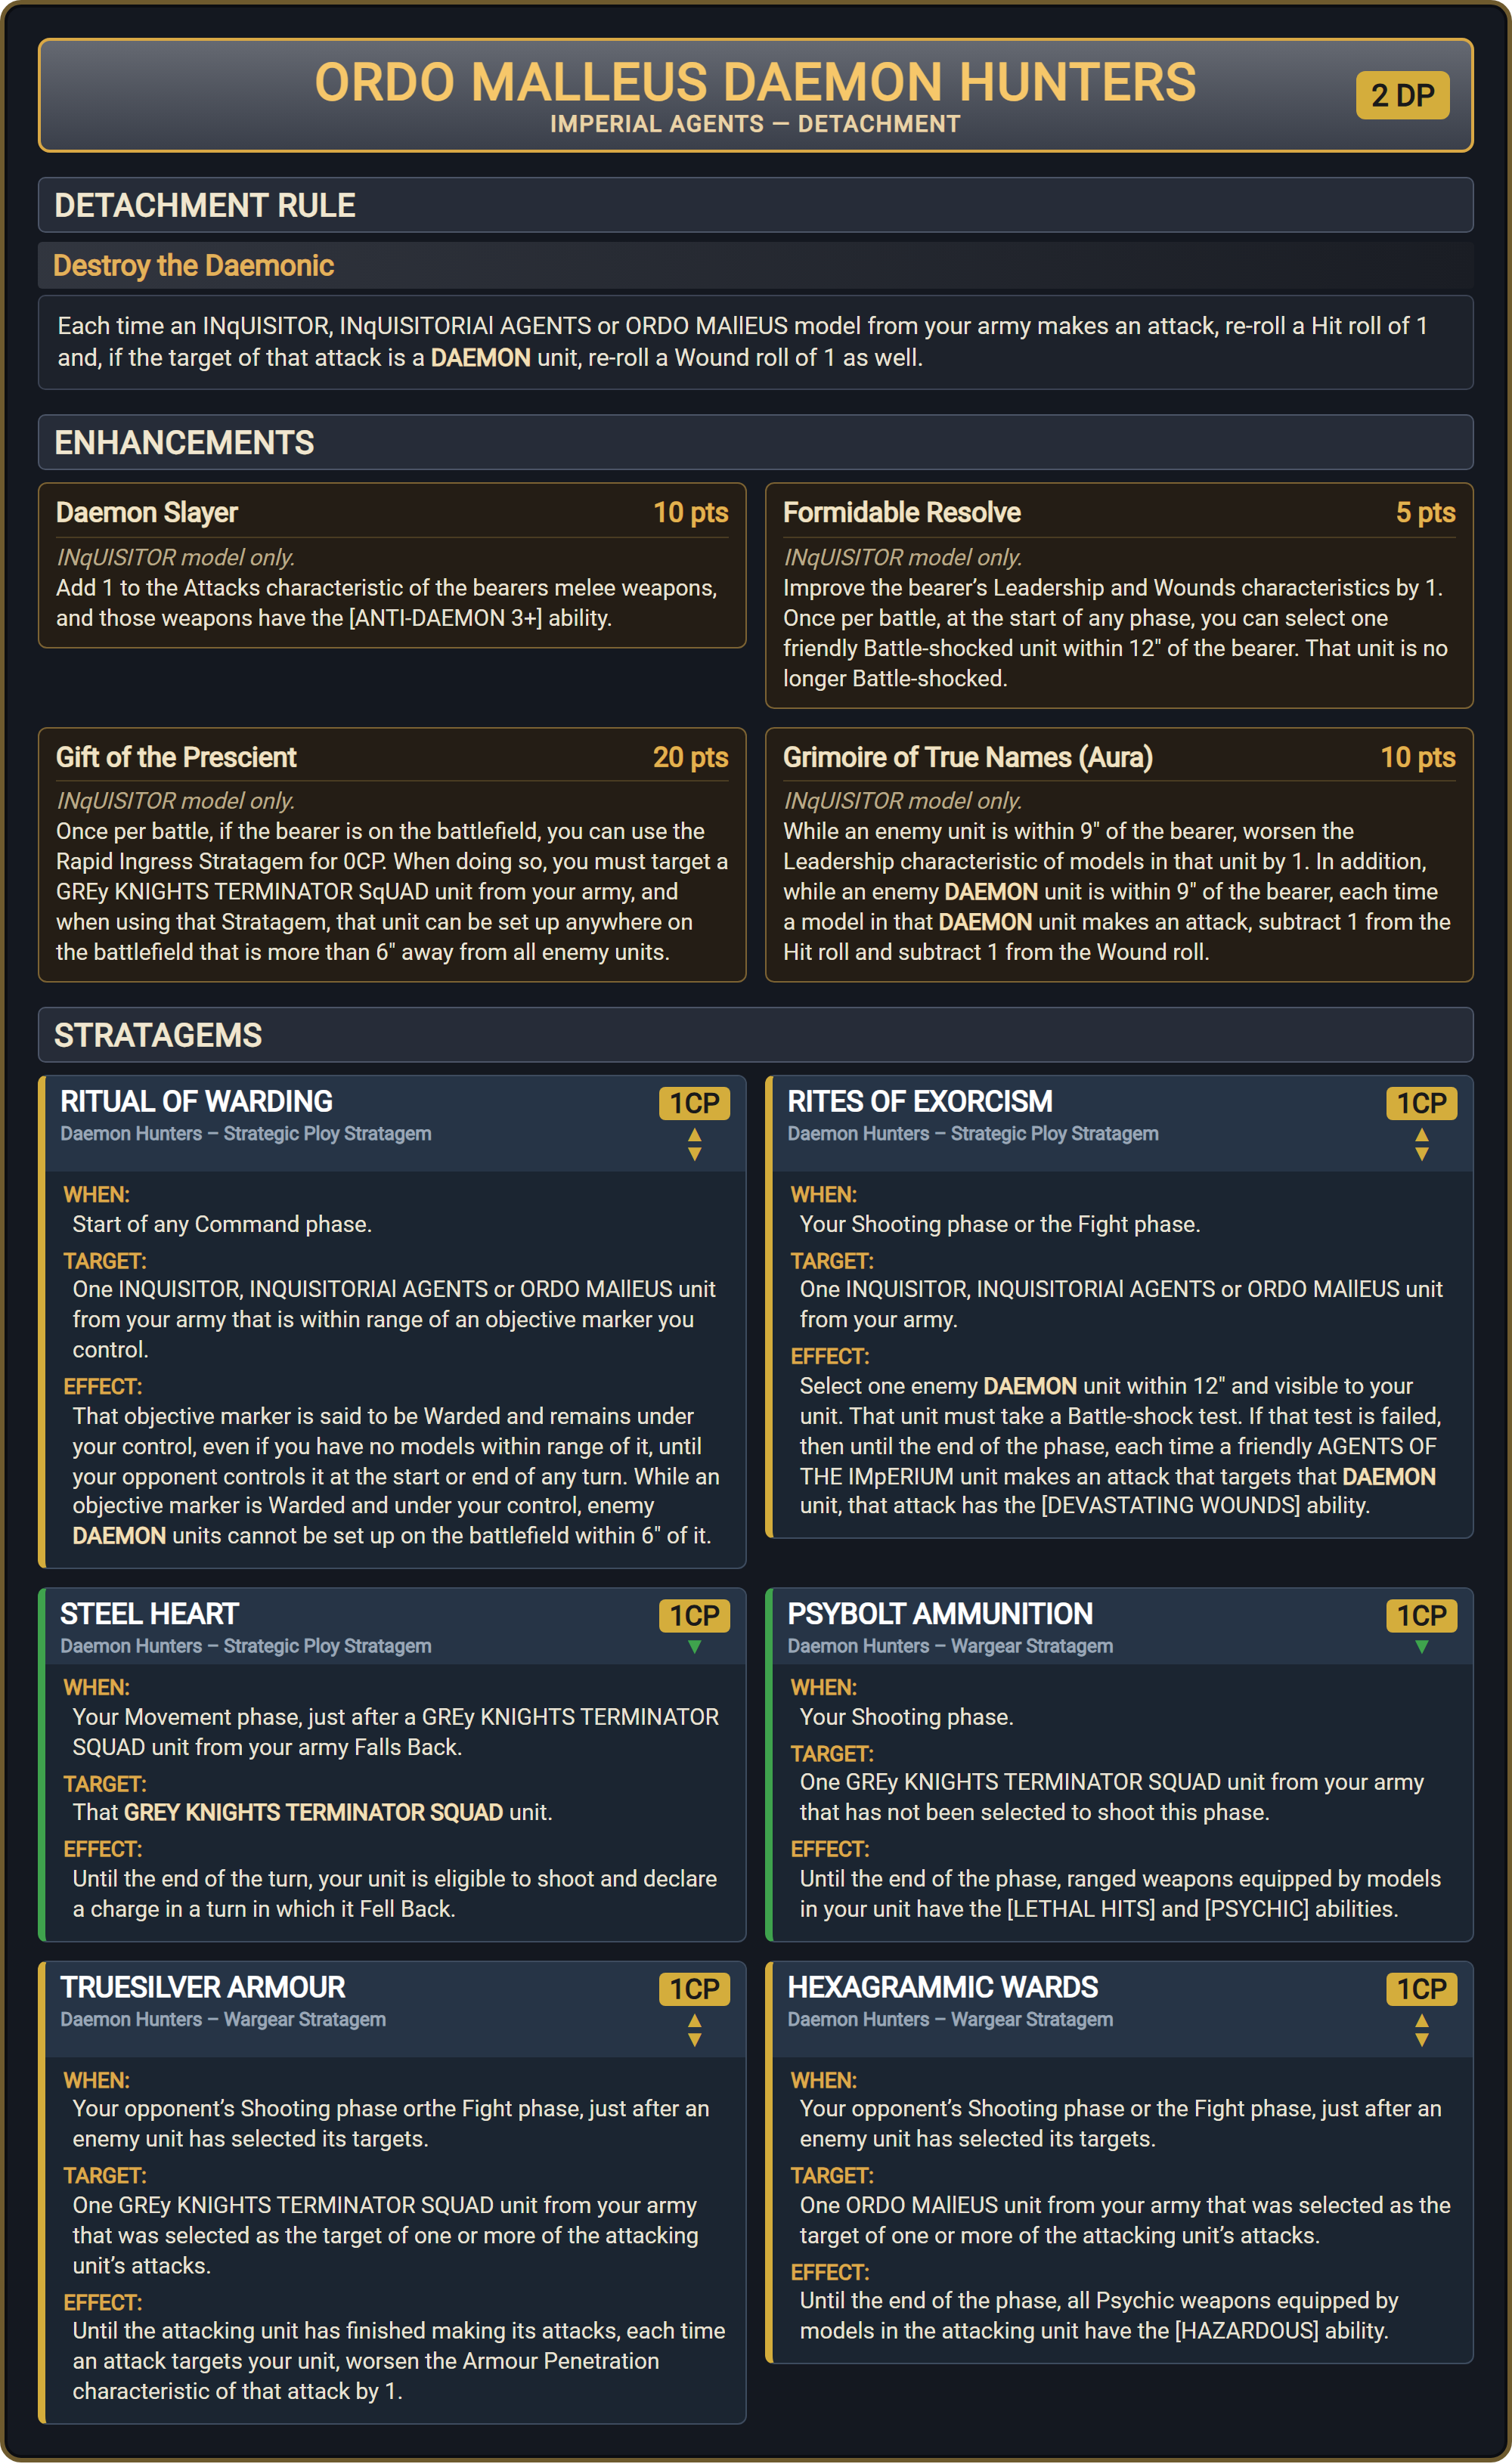 ORDO MALLEUS DAEMON HUNTERS
IMPERIAL AGENTS — DETACHMENT
2 DP
DETACHMENT RULE
Destroy the Daemonic
Each time an INqUISITOR, INqUISITORIAl AGENTS or ORDO MAllEUS model from your army makes an attack, re-roll a Hit roll of 1
and, if the target of that attack is a DAEMON unit, re-roll a Wound roll of 1 as well.
ENHANCEMENTS
Daemon Slayer 10 pts
INqUISITOR model only.
Add 1 to the Attacks characteristic of the bearers melee weapons,
and those weapons have the [ANTI-DAEMON 3+] ability.
Formidable Resolve 5 pts
INqUISITOR model only.
Improve the bearer’s Leadership and Wounds characteristics by 1.
Once per battle, at the start of any phase, you can select one
friendly Battle-shocked unit within 12" of the bearer. That unit is no
longer Battle-shocked.
Gift of the Prescient 20 pts
INqUISITOR model only.
Once per battle, if the bearer is on the battlefield, you can use the
Rapid Ingress Stratagem for 0CP. When doing so, you must target a
GREy KNIGHTS TERMINATOR SqUAD unit from your army, and
when using that Stratagem, that unit can be set up anywhere on
the battlefield that is more than 6" away from all enemy units.
Grimoire of True Names (Aura) 10 pts
INqUISITOR model only.
While an enemy unit is within 9" of the bearer, worsen the
Leadership characteristic of models in that unit by 1. In addition,
while an enemy DAEMON unit is within 9" of the bearer, each time
a model in that DAEMON unit makes an attack, subtract 1 from the
Hit roll and subtract 1 from the Wound roll.
STRATAGEMS
RITUAL OF WARDING 1CP
Daemon Hunters – Strategic Ploy Stratagem
WHEN:
Start of any Command phase.
TARGET:
One INQUISITOR, INQUISITORIAl AGENTS or ORDO MAllEUS unit
from your army that is within range of an objective marker you
control.
EFFECT:
That objective marker is said to be Warded and remains under
your control, even if you have no models within range of it, until
your opponent controls it at the start or end of any turn. While an
objective marker is Warded and under your control, enemy
DAEMON units cannot be set up on the battlefield within 6" of it.
RITES OF EXORCISM 1CP
Daemon Hunters – Strategic Ploy Stratagem
WHEN:
Your Shooting phase or the Fight phase.
TARGET:
One INQUISITOR, INQUISITORIAl AGENTS or ORDO MAllEUS unit
from your army.
EFFECT:
Select one enemy DAEMON unit within 12" and visible to your
unit. That unit must take a Battle-shock test. If that test is failed,
then until the end of the phase, each time a friendly AGENTS OF
THE IMpERIUM unit makes an attack that targets that DAEMON
unit, that attack has the [DEVASTATING WOUNDS] ability.
STEEL HEART 1CP
Daemon Hunters – Strategic Ploy Stratagem
WHEN:
Your Movement phase, just after a GREy KNIGHTS TERMINATOR
SQUAD unit from your army Falls Back.
TARGET:
That GREY KNIGHTS TERMINATOR SQUAD unit.
EFFECT:
Until the end of the turn, your unit is eligible to shoot and declare
a charge in a turn in which it Fell Back.
PSYBOLT AMMUNITION 1CP
Daemon Hunters – Wargear Stratagem
WHEN:
Your Shooting phase.
TARGET:
One GREy KNIGHTS TERMINATOR SQUAD unit from your army
that has not been selected to shoot this phase.
EFFECT:
Until the end of the phase, ranged weapons equipped by models
in your unit have the [LETHAL HITS] and [PSYCHIC] abilities.
TRUESILVER ARMOUR 1CP
Daemon Hunters – Wargear Stratagem
WHEN:
Your opponent’s Shooting phase orthe Fight phase, just after an
enemy unit has selected its targets.
TARGET:
One GREy KNIGHTS TERMINATOR SQUAD unit from your army
that was selected as the target of one or more of the attacking
unit’s attacks.
EFFECT:
Until the attacking unit has finished making its attacks, each time
an attack targets your unit, worsen the Armour Penetration
characteristic of that attack by 1.
HEXAGRAMMIC WARDS 1CP
Daemon Hunters – Wargear Stratagem
WHEN:
Your opponent’s Shooting phase or the Fight phase, just after an
enemy unit has selected its targets.
TARGET:
One ORDO MAllEUS unit from your army that was selected as the
target of one or more of the attacking unit’s attacks.
EFFECT:
Until the end of the phase, all Psychic weapons equipped by
models in the attacking unit have the [HAZARDOUS] ability.